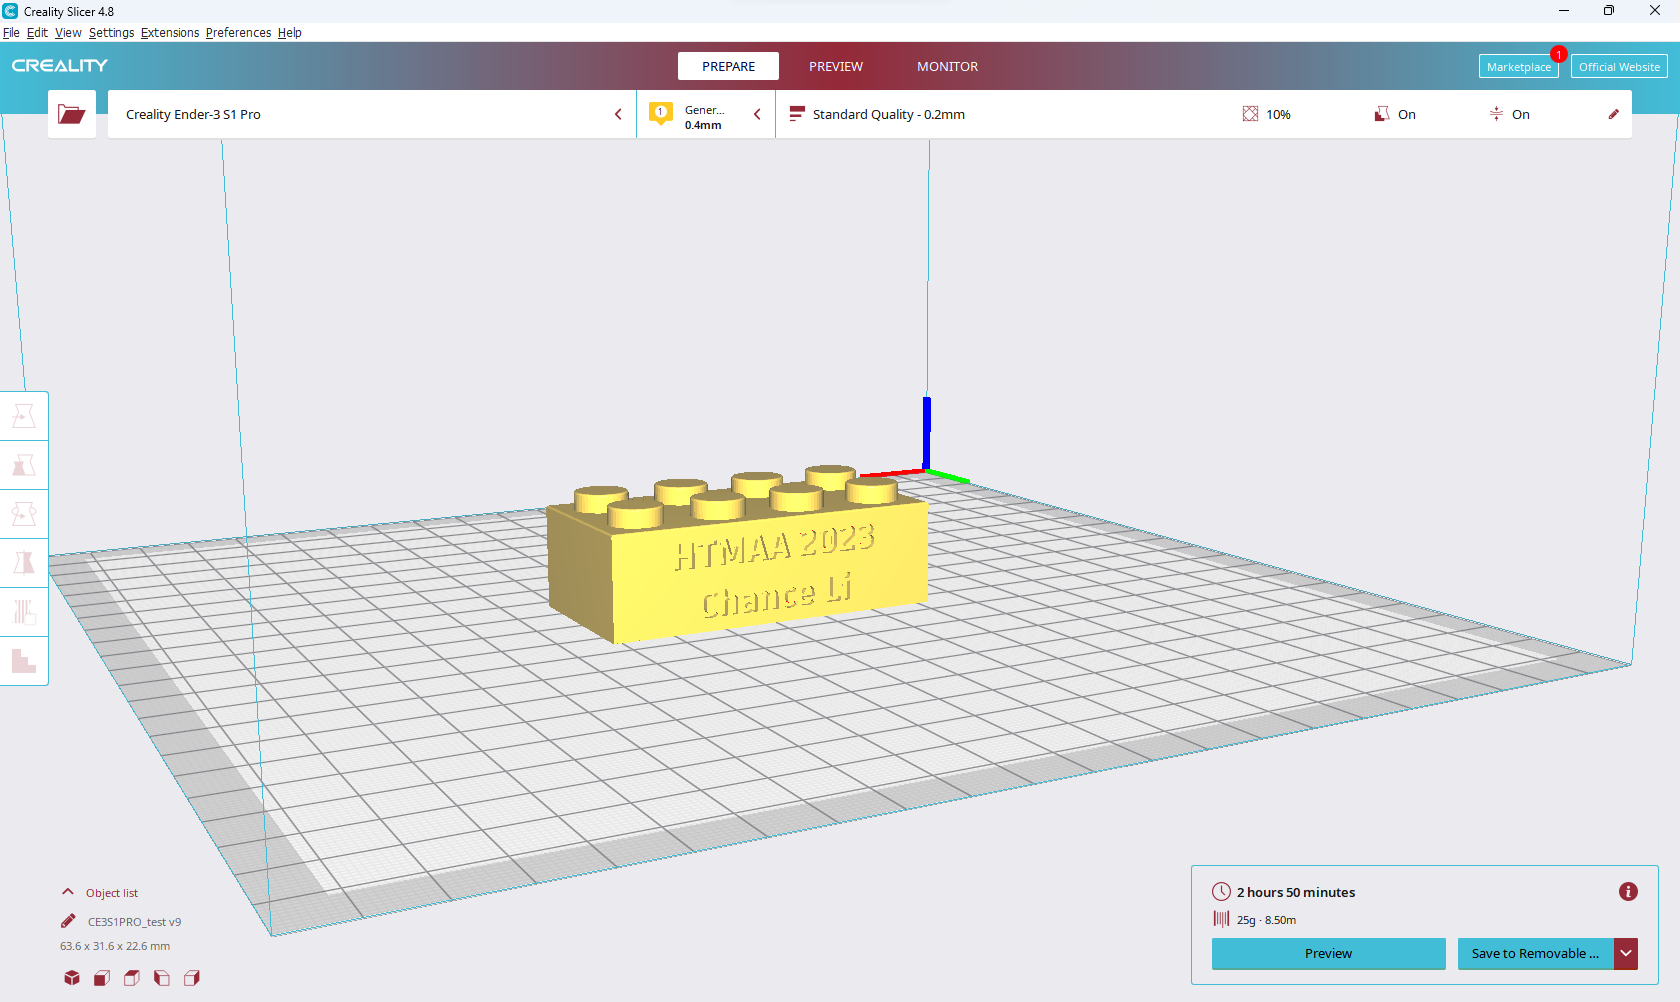 Creality Slicer 4.8
File Edit View Settings Extensions Preferences Help
CREALITY
PREPARE
PREVIEW
MONITOR
Marketplace
1
Official Website
Creality Ender-3 S1 Pro
1
Gener...
0.4mm
Standard Quality - 0.2mm
10%
On
On
HTMAA 2023
Chance Li
Object list
CE3S1PRO_test v9
63.6 x 31.6 x 22.6 mm
2 hours 50 minutes
25g · 8.50m
Preview
Save to Removable ...